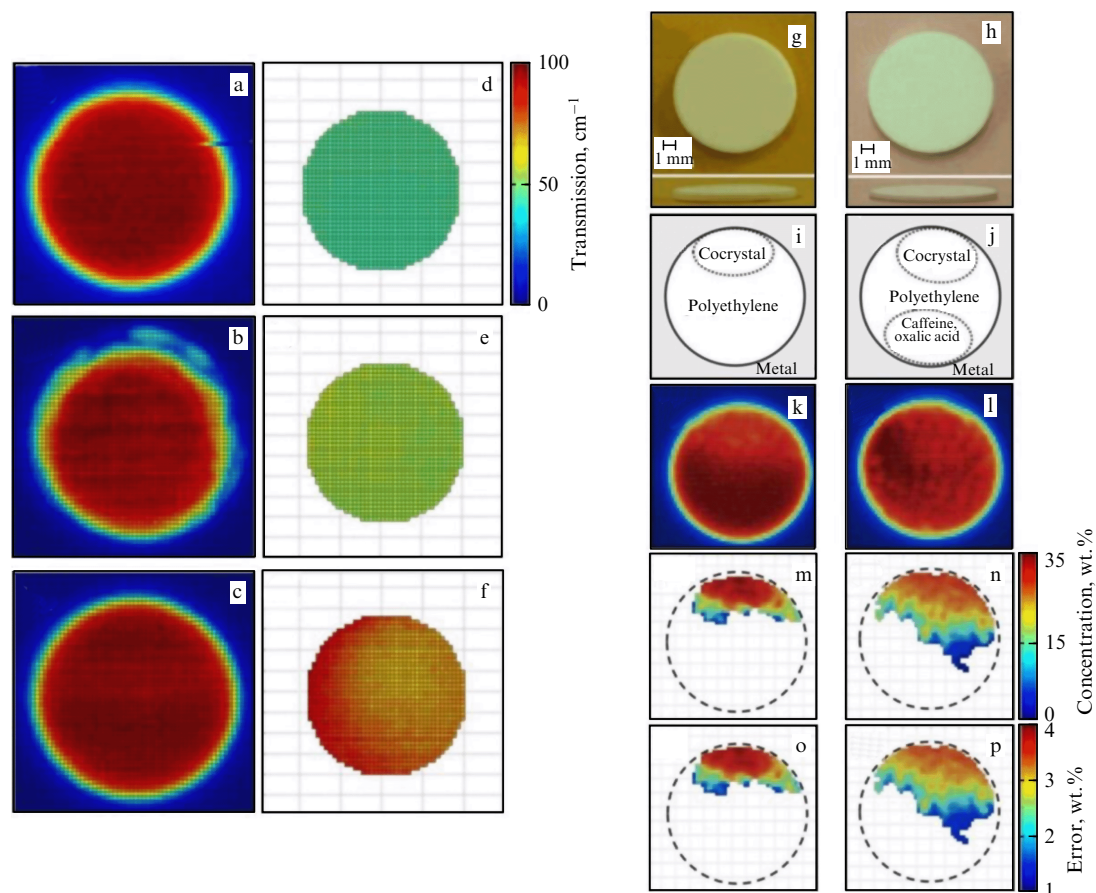 a
d
100
50
0
Transmission, cm−1
b
e
c
f
g
1 mm
h
1 mm
i
Cocrystal
Polyethylene
Metal
j
Cocrystal
Polyethylene
Caffeine,
oxalic acid
Metal
k
l
m
n
35
15
0
Concentration, wt.%
o
p
4
3
2
1
Error, wt.%